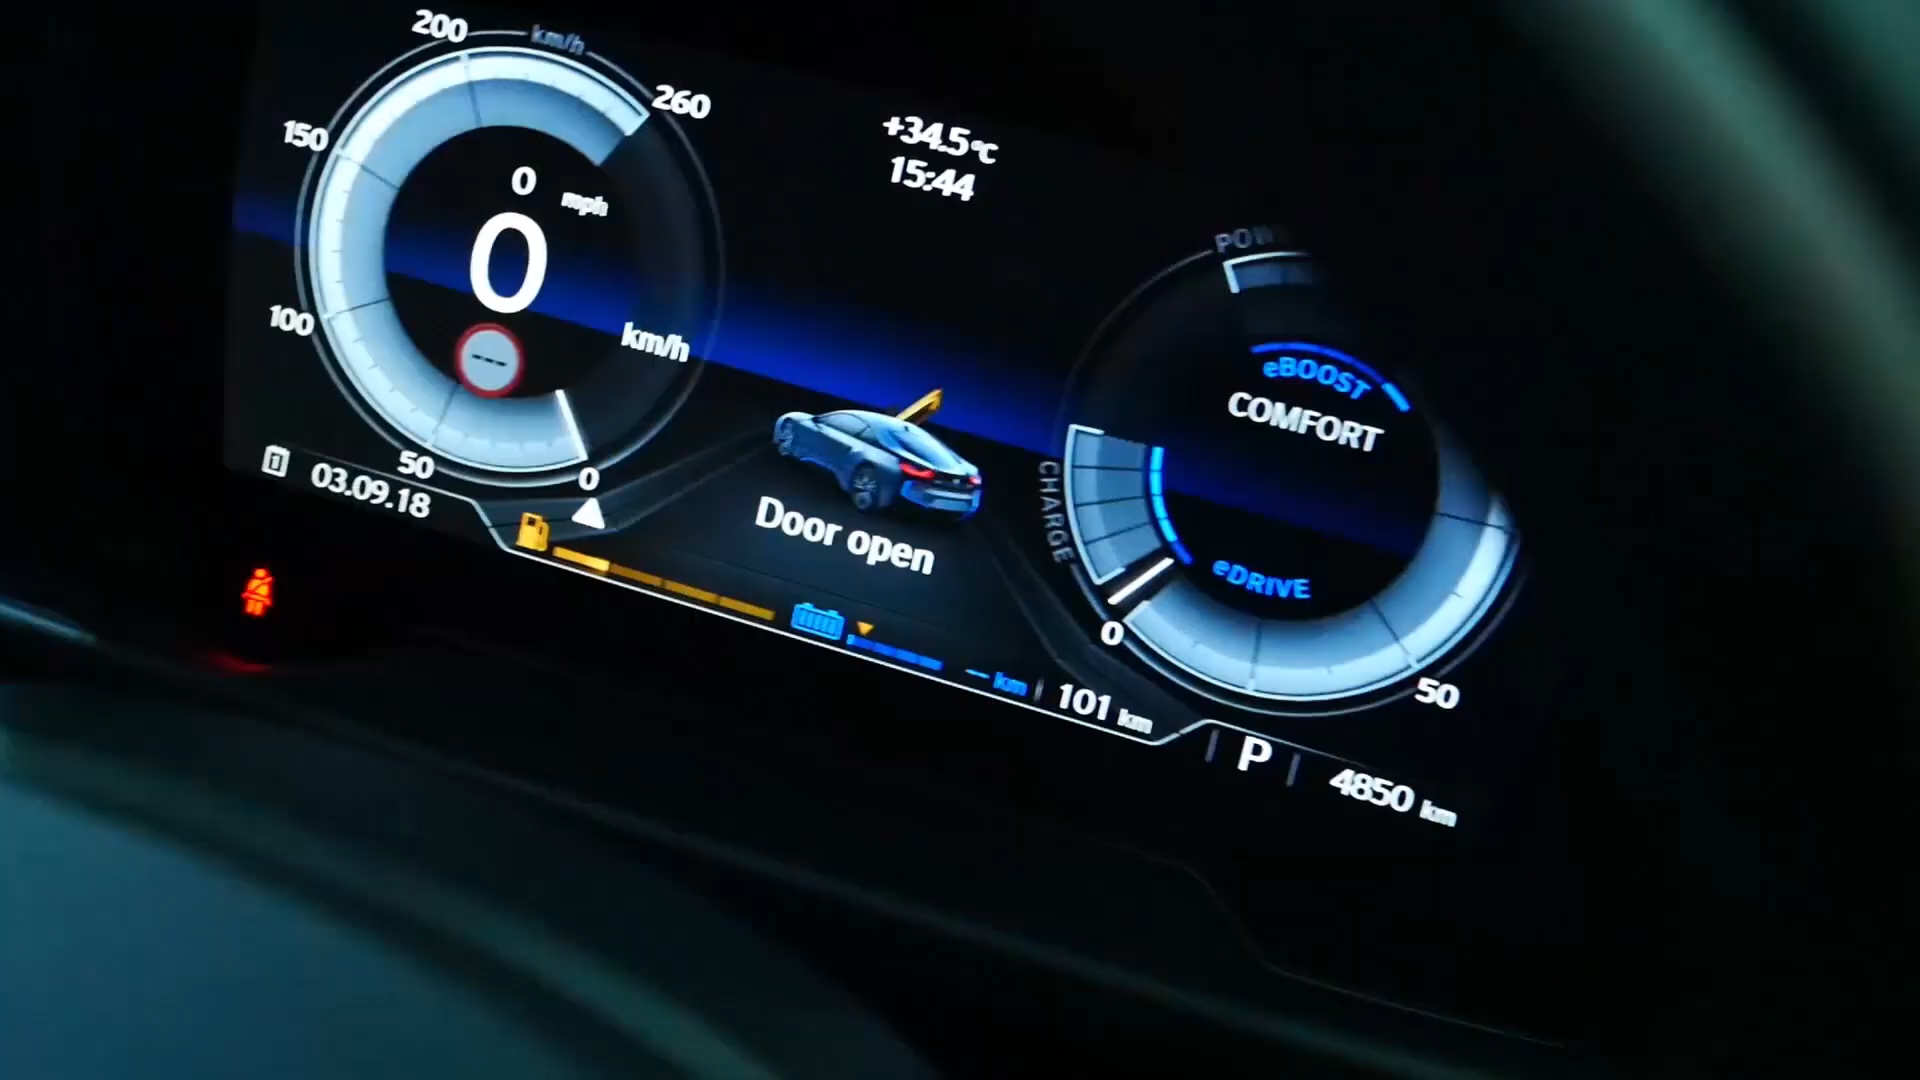 200
km/h
260
150
100
50
0
0 mph
0
km/h
---
+34.5°C
15:44
03.09.18
Door open
-- km
101 km
eBOOST
COMFORT
CHARGE
eDRIVE
0
50
P
4850 km